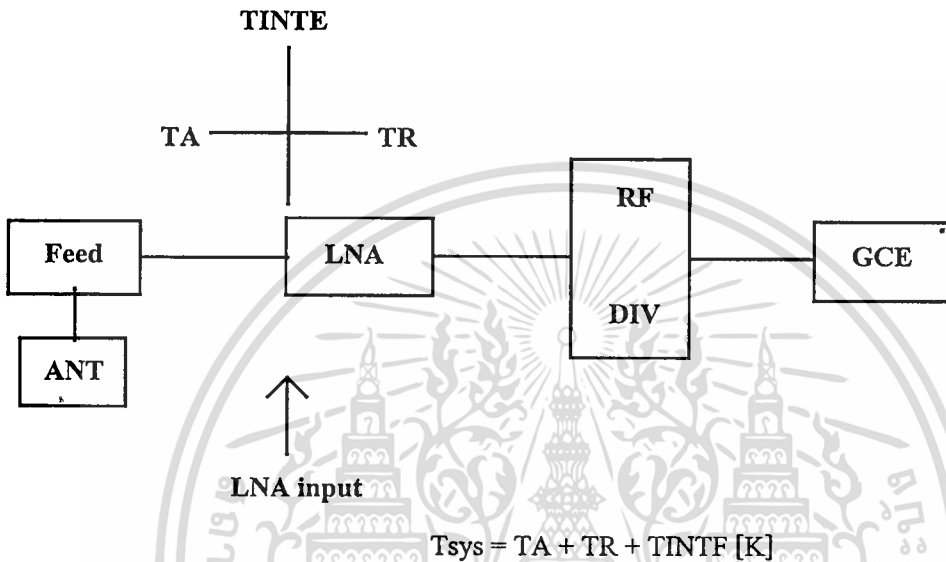 TINTE
TA TR
RF
Feed LNA GCE
DIV
ANT
LNA input
Tsys = TA + TR + TINTF [K]